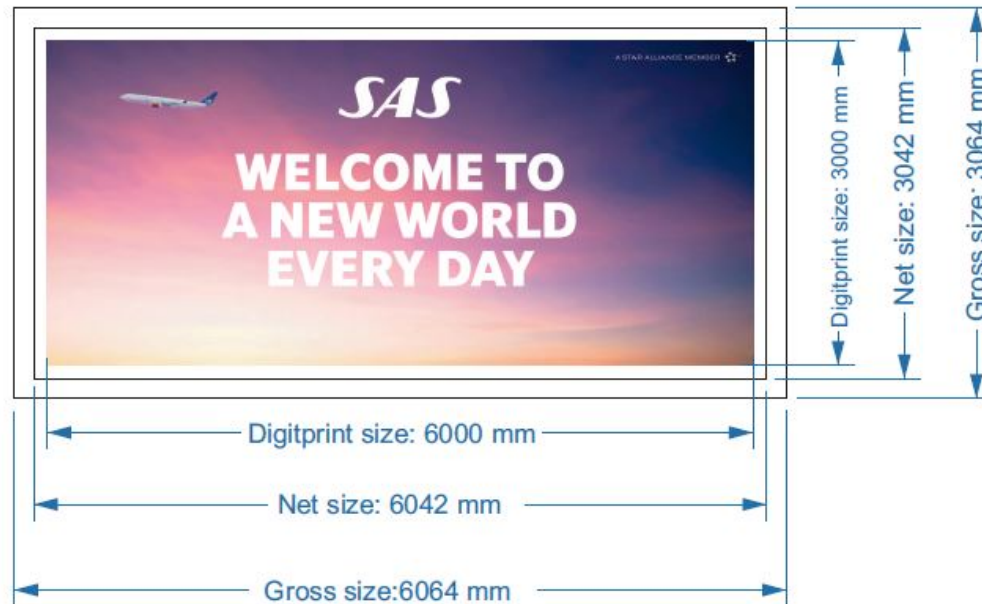 A STAR ALLIANCE MEMBER
SAS
WELCOME TO
A NEW WORLD
EVERY DAY
Digitprint size: 3000 mm
Net size: 3042 mm
Gross size: 3064 mm
Digitprint size: 6000 mm
Net size: 6042 mm
Gross size:6064 mm